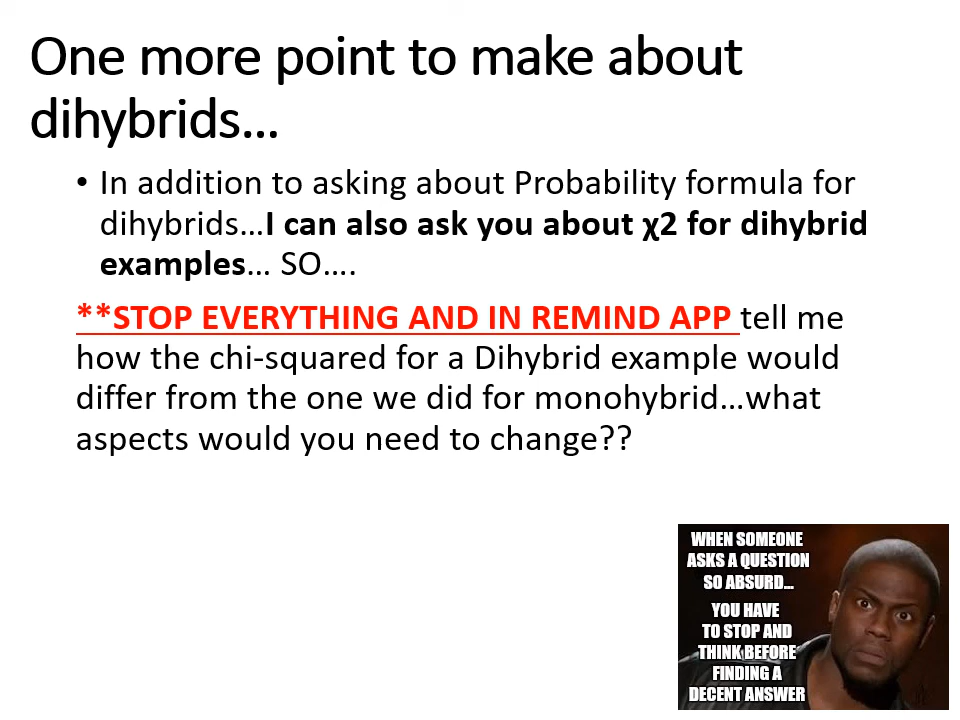 One more point to make about
dihybrids…
• In addition to asking about Probability formula for
dihybrids…I can also ask you about χ2 for dihybrid
examples… SO….
**STOP EVERYTHING AND IN REMIND APP tell me
how the chi-squared for a Dihybrid example would
differ from the one we did for monohybrid…what
aspects would you need to change??
WHEN SOMEONE
ASKS A QUESTION
SO ABSURD...
YOU HAVE
TO STOP AND
THINK BEFORE
FINDING A
DECENT ANSWER